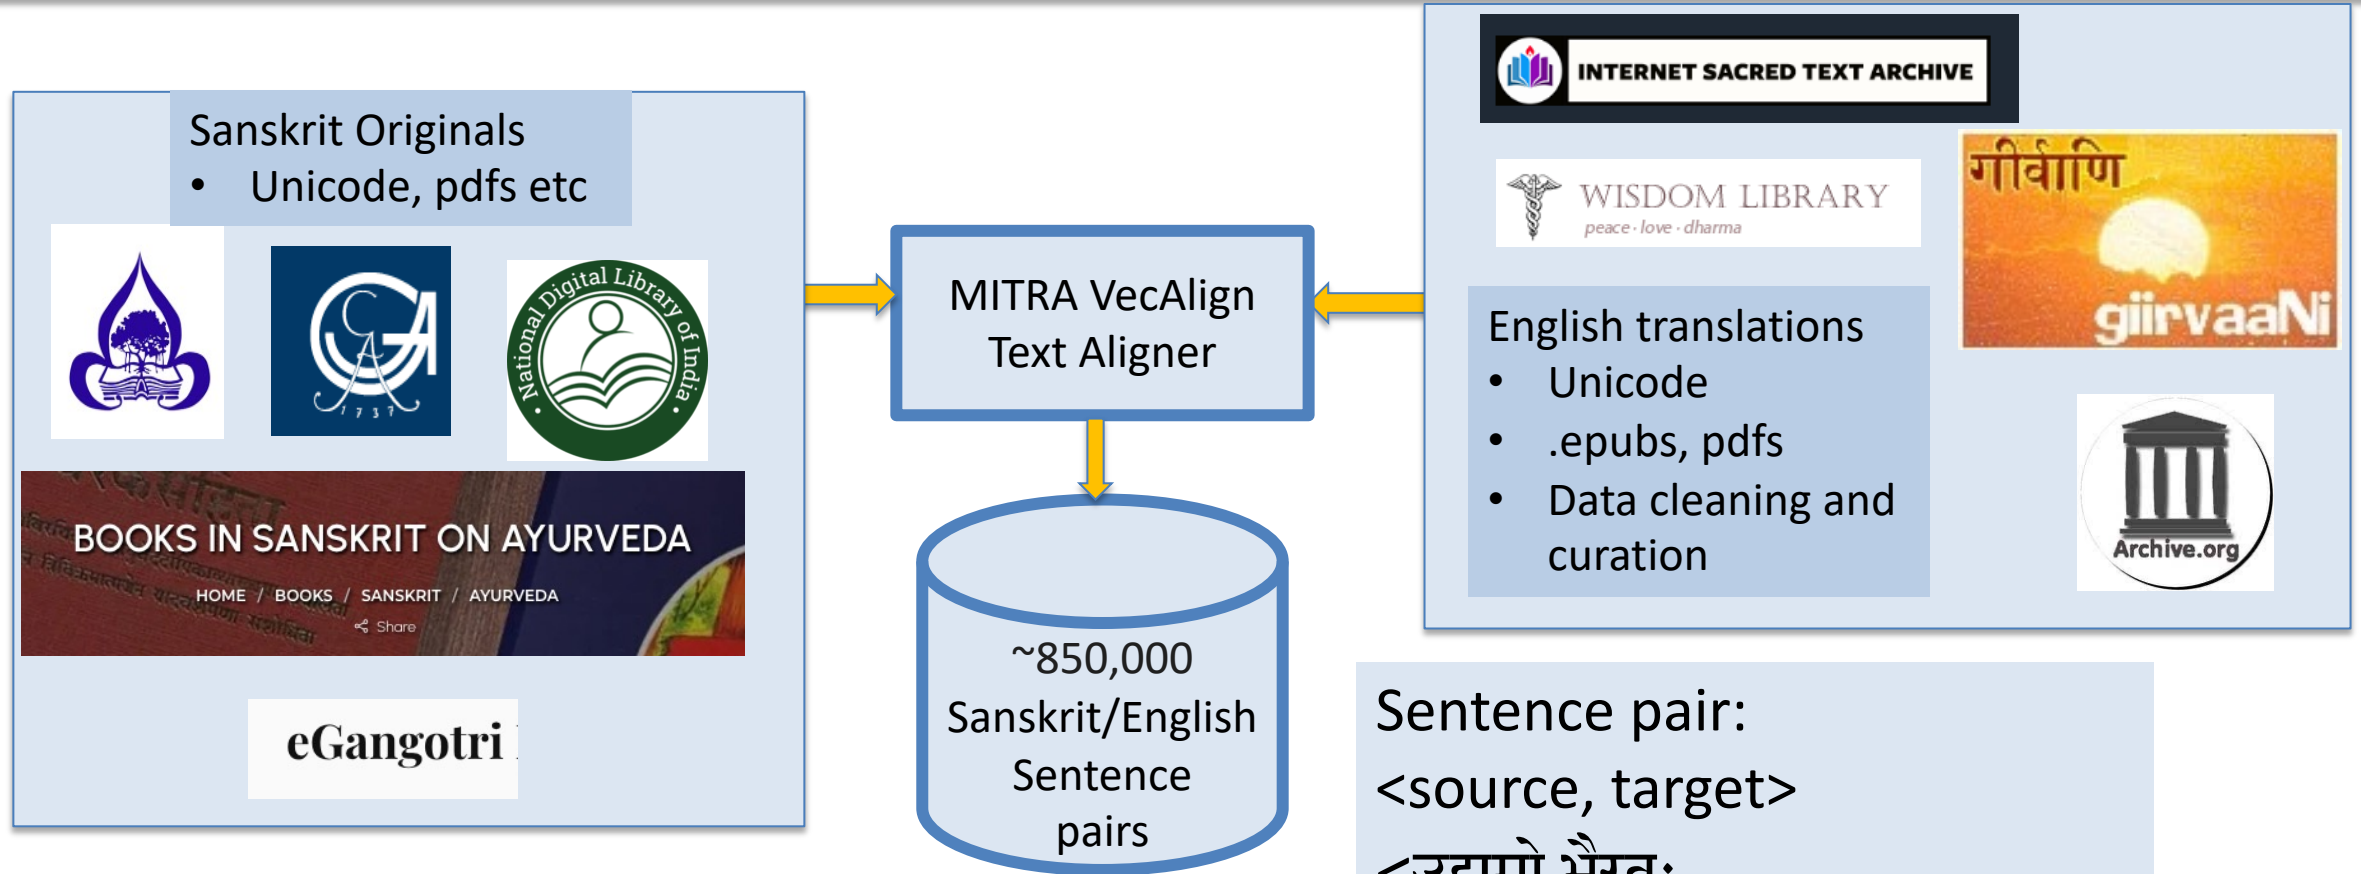 Sanskrit Originals
• Unicode, pdfs etc
1737
National Digital Library of India
BOOKS IN SANSKRIT ON AYURVEDA
HOME / BOOKS / SANSKRIT / AYURVEDA
Share
eGangotri
MITRA VecAlign
Text Aligner
~850,000
Sanskrit/English
Sentence
pairs
INTERNET SACRED TEXT ARCHIVE
WISDOM LIBRARY
peace · love · dharma
गीर्वाणि
giirvaaNi
English translations
• Unicode
• .epubs, pdfs
• Data cleaning and
curation
Archive.org
Sentence pair:
<source, target>